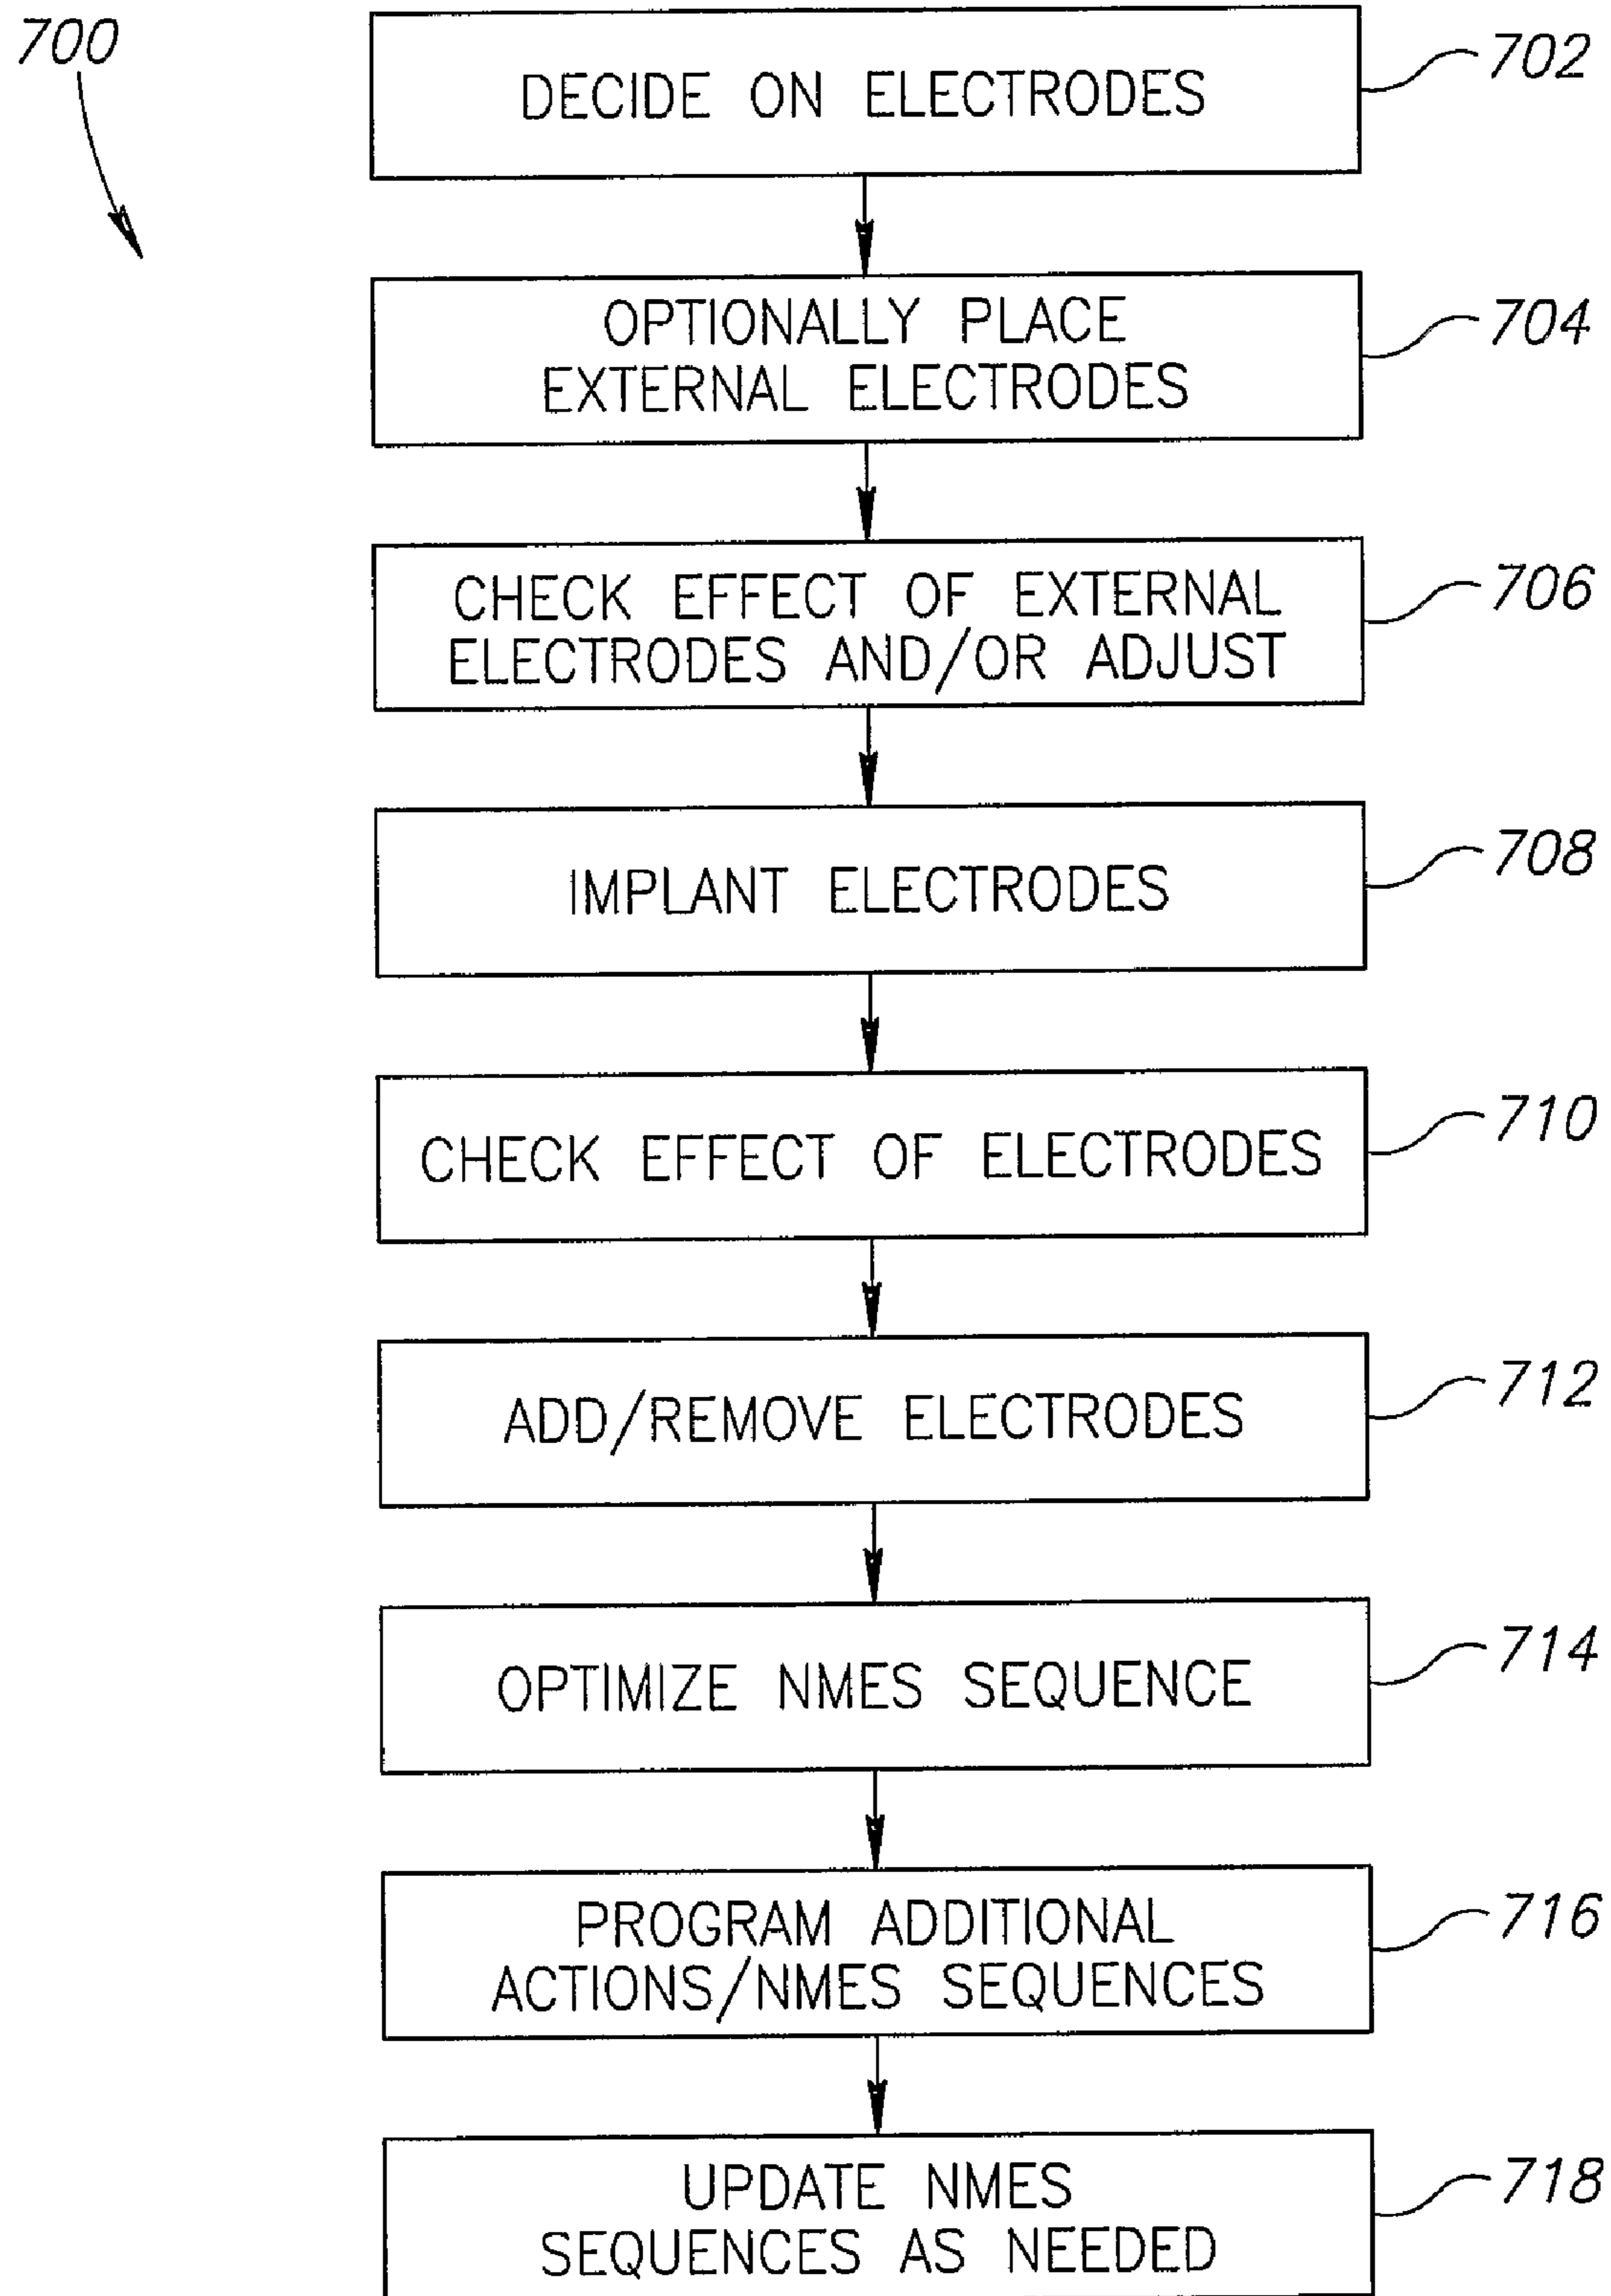 700
DECIDE ON ELECTRODES
702
OPTIONALLY PLACE
EXTERNAL ELECTRODES
704
CHECK EFFECT OF EXTERNAL
ELECTRODES AND/OR ADJUST
706
IMPLANT ELECTRODES
708
CHECK EFFECT OF ELECTRODES
710
ADD/REMOVE ELECTRODES
712
OPTIMIZE NMES SEQUENCE
714
PROGRAM ADDITIONAL
ACTIONS/NMES SEQUENCES
716
UPDATE NMES
SEQUENCES AS NEEDED
718